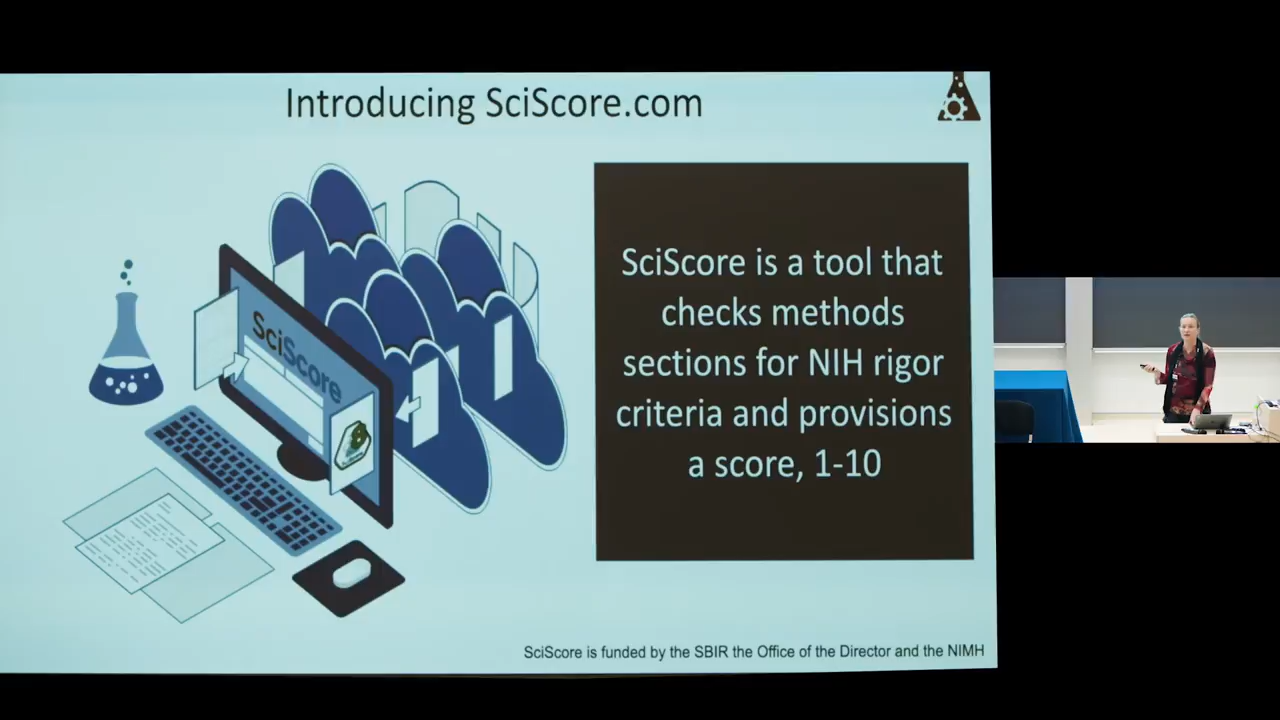 Introducing SciScore.com
SciScore
SciScore is a tool that
checks methods
sections for NIH rigor
criteria and provisions
a score, 1-10
SciScore is funded by the SBIR the Office of the Director and the NIMH